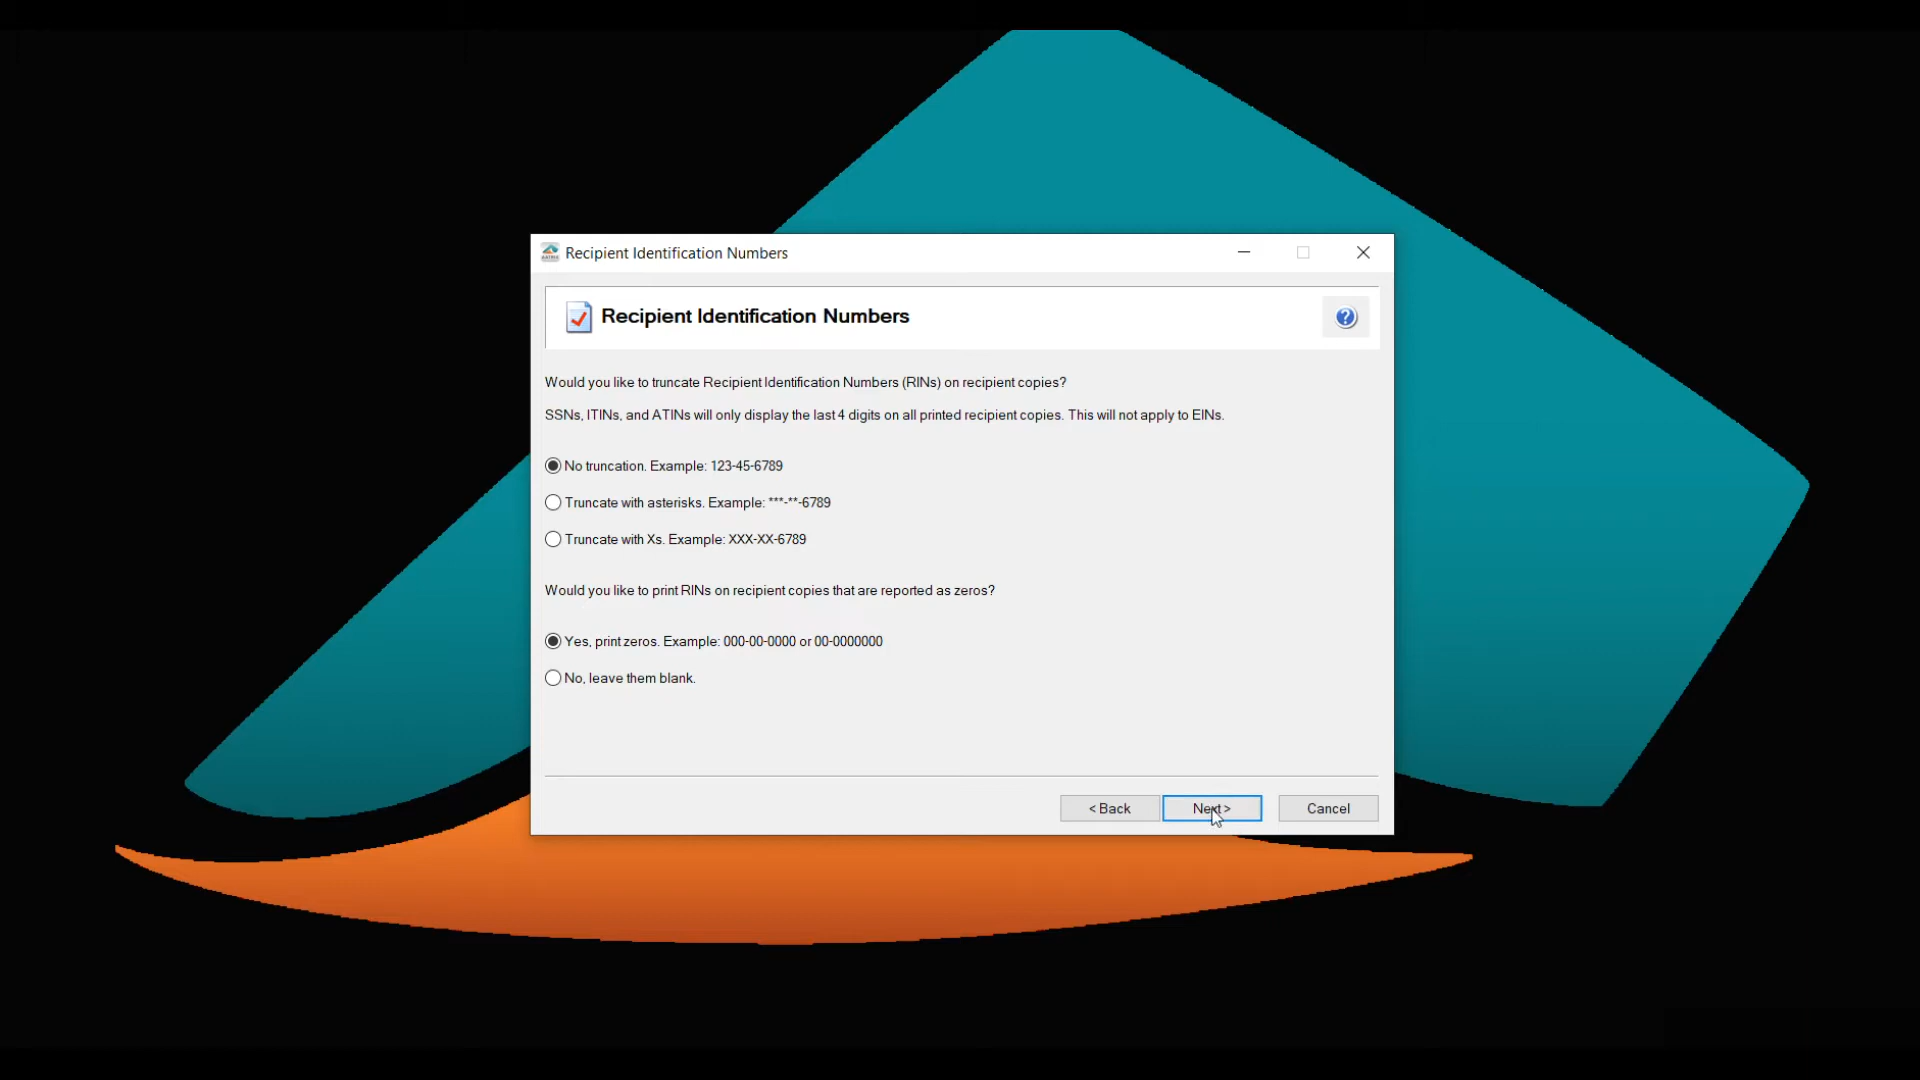 Recipient Identification Numbers
Recipient Identification Numbers
Would you like to truncate Recipient Identification Numbers (RINs) on recipient copies?
SSNs, ITINs, and ATINs will only display the last 4 digits on all printed recipient copies. This will not apply to EINs.
No truncation. Example: 123-45-6789
Truncate with asterisks. Example: ***-**-6789
Truncate with Xs. Example: XXX-XX-6789
Would you like to print RINs on recipient copies that are reported as zeros?
Yes, print zeros. Example: 000-00-0000 or 00-0000000
No, leave them blank.
< Back Next > Cancel